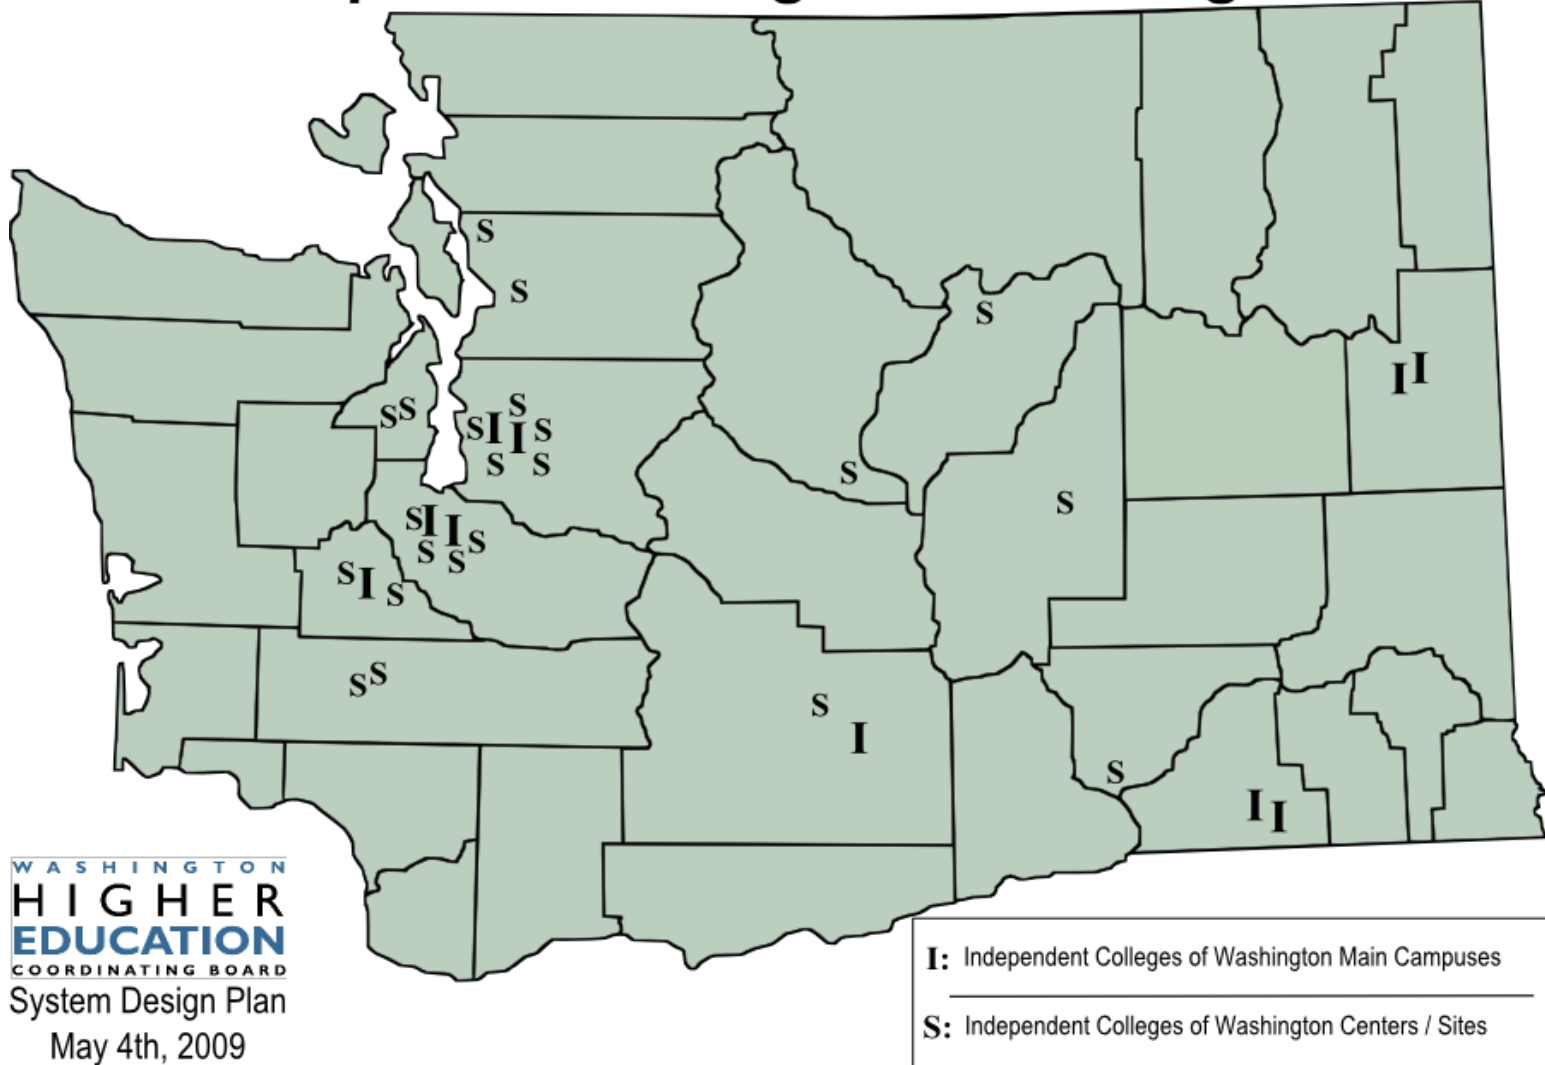 S
S
S
I I
S S
S
S I I S
S S
S
S
S I I S
S S
S I S
S S
S
I
S
I I
WASHINGTON
HIGHER
EDUCATION
COORDINATING BOARD
System Design Plan
May 4th, 2009
I: Independent Colleges of Washington Main Campuses
S: Independent Colleges of Washington Centers / Sites